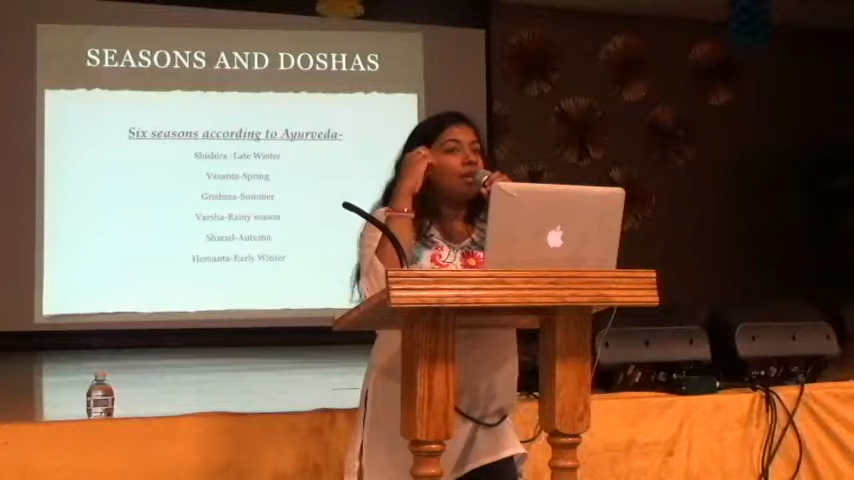 SEASONS AND DOSHAS
Six seasons according to Ayurveda-
Shishira -Late Winter
Vasanta-Spring
Grishma-Summer
Varsha-Rainy season
Sharad-Autumn
Hemanta-Early Winter